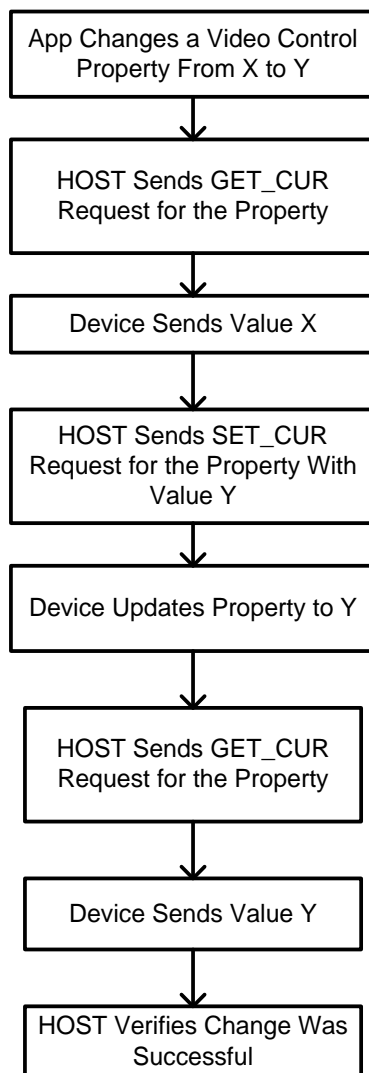 App Changes a Video Control
Property From X to Y
HOST Sends GET_CUR
Request for the Property
Device Sends Value X
HOST Sends SET_CUR
Request for the Property With
Value Y
Device Updates Property to Y
HOST Sends GET_CUR
Request for the Property
Device Sends Value Y
HOST Verifies Change Was
Successful